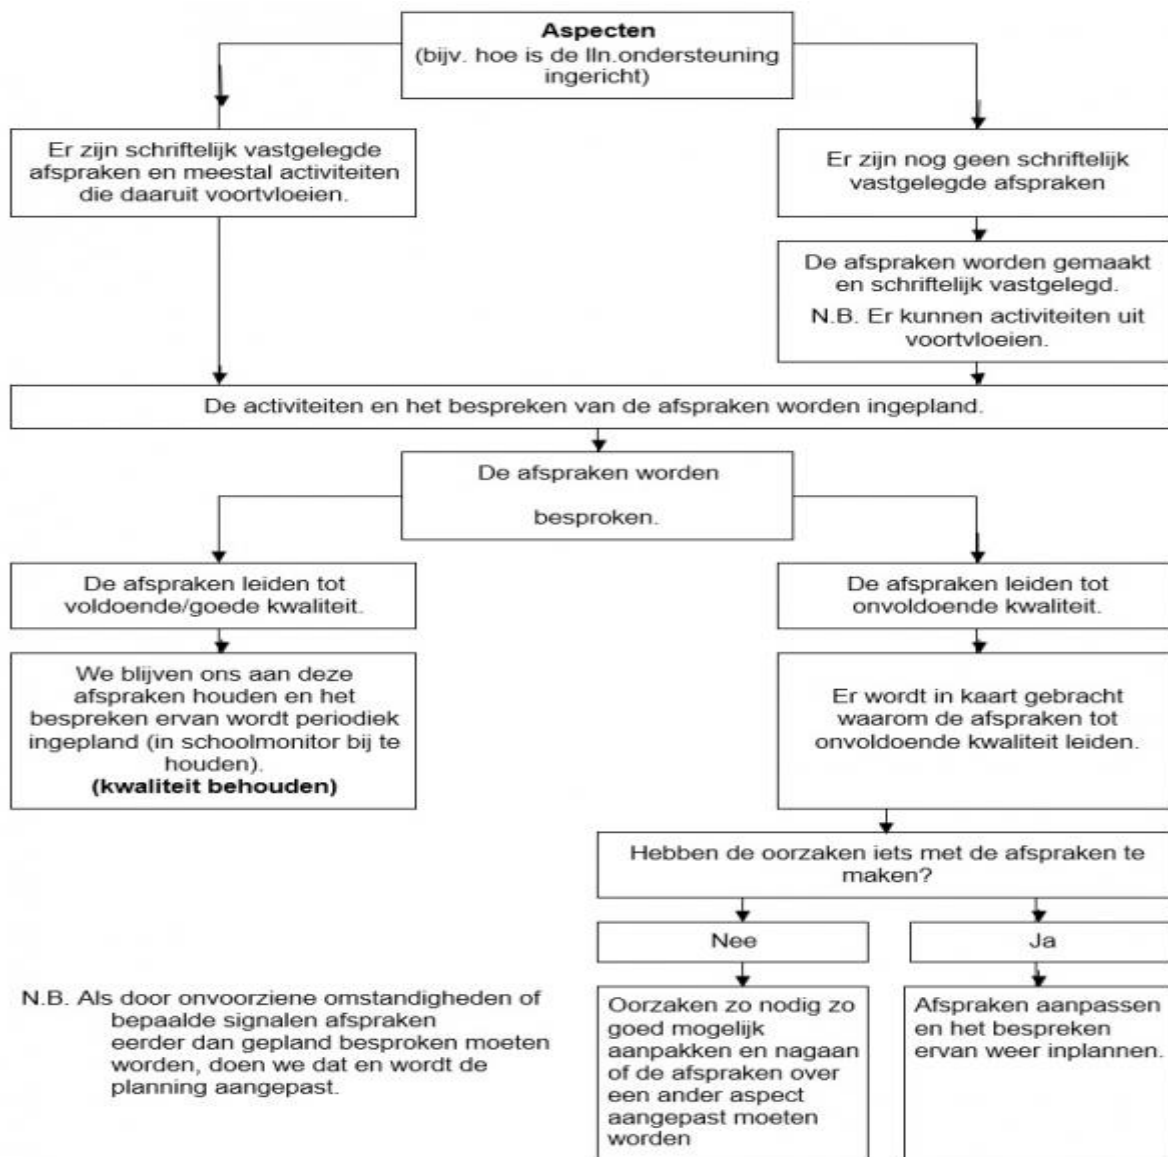 Aspecten
(bijv. hoe is de lln.ondersteuning
ingericht)
Er zijn schriftelijk vastgelegde
afspraken en meestal activiteiten
die daaruit voortvloeien.
Er zijn nog geen schriftelijk
vastgelegde afspraken
De afspraken worden gemaakt
en schriftelijk vastgelegd.
N.B. Er kunnen activiteiten uit
voortvloeien.
De activiteiten en het bespreken van de afspraken worden ingepland.
De afspraken worden
besproken.
De afspraken leiden tot
voldoende/goede kwaliteit.
De afspraken leiden tot
onvoldoende kwaliteit.
We blijven ons aan deze
afspraken houden en het
bespreken ervan wordt periodiek
ingepland (in schoolmonitor bij te
houden).
(kwaliteit behouden)
Er wordt in kaart gebracht
waarom de afspraken tot
onvoldoende kwaliteit leiden.
Hebben de oorzaken iets met de afspraken te
maken?
Nee
Ja
N.B. Als door onvoorziene omstandigheden of
bepaalde signalen afspraken
eerder dan gepland besproken moeten
worden, doen we dat en wordt de
planning aangepast.
Oorzaken zo nodig zo
goed mogelijk
aanpakken en nagaan
of de afspraken over
een ander aspect
aangepast moeten
worden
Afspraken aanpassen
en het bespreken
ervan weer inplannen.